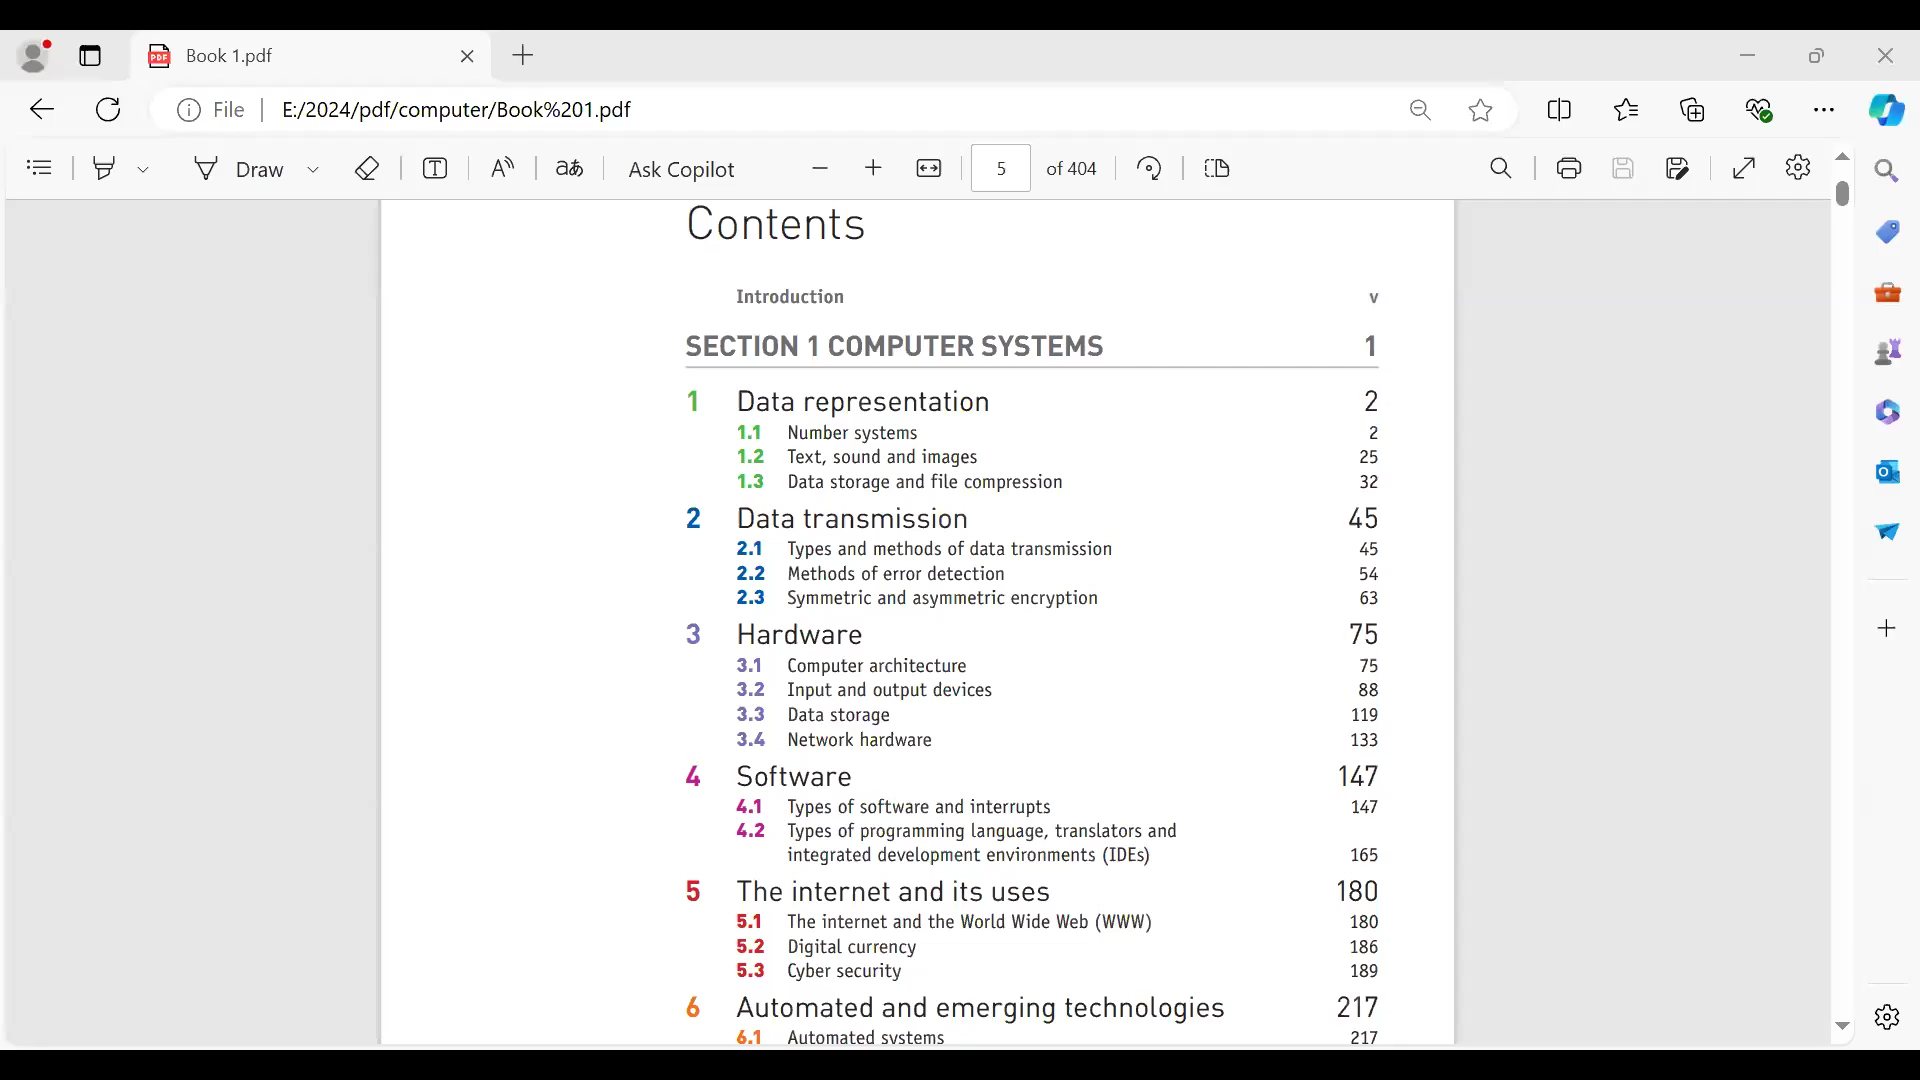 Book 1.pdf
File E:/2024/pdf/computer/Book%201.pdf
Draw Ask Copilot 5 of 404
Contents
Introduction v
SECTION 1 COMPUTER SYSTEMS 1
1 Data representation 2
1.1 Number systems 2
1.2 Text, sound and images 25
1.3 Data storage and file compression 32
2 Data transmission 45
2.1 Types and methods of data transmission 45
2.2 Methods of error detection 54
2.3 Symmetric and asymmetric encryption 63
3 Hardware 75
3.1 Computer architecture 75
3.2 Input and output devices 88
3.3 Data storage 119
3.4 Network hardware 133
4 Software 147
4.1 Types of software and interrupts 147
4.2 Types of programming language, translators and
integrated development environments (IDEs) 165
5 The internet and its uses 180
5.1 The internet and the World Wide Web (WWW) 180
5.2 Digital currency 186
5.3 Cyber security 189
6 Automated and emerging technologies 217
6.1 Automated systems 217